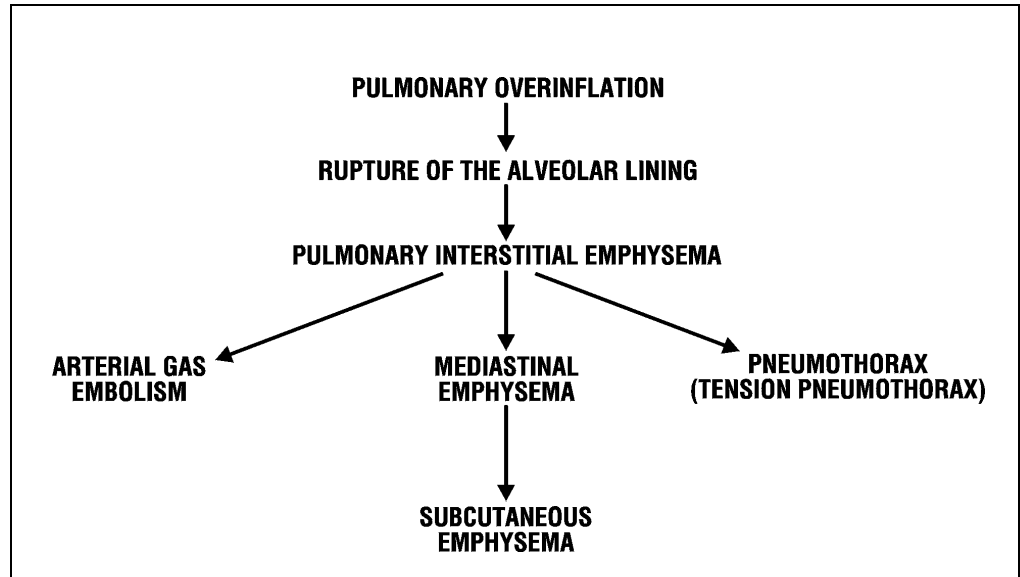 PULMONARY OVERINFLATION
RUPTURE OF THE ALVEOLAR LINING
PULMONARY INTERSTITIAL EMPHYSEMA
ARTERIAL GAS
EMBOLISM
MEDIASTINAL
EMPHYSEMA
PNEUMOTHORAX
(TENSION PNEUMOTHORAX)
SUBCUTANEOUS
EMPHYSEMA